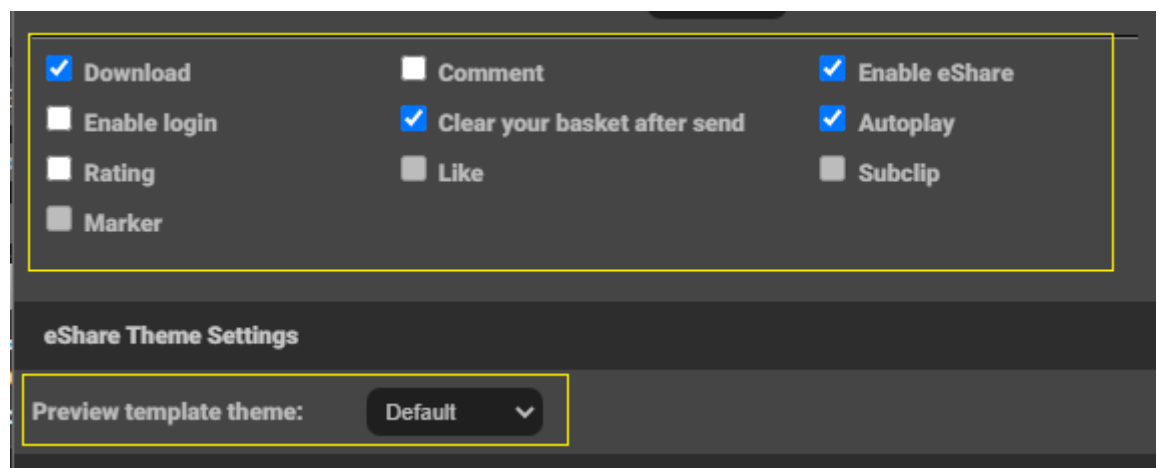 Download Comment Enable eShare
Enable login Clear your basket after send Autoplay
Rating Like Subclip
Marker
eShare Theme Settings
Preview template theme: Default